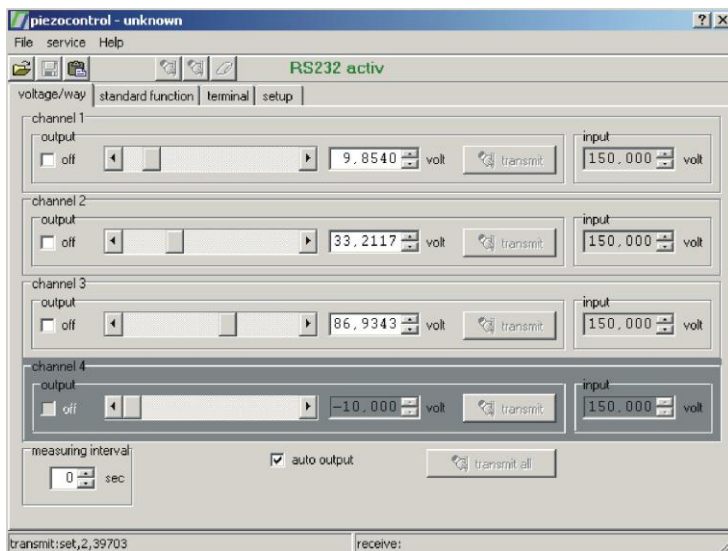 piezocontrol - unknown
File service Help
RS232 activ
voltage/way standard function terminal setup
channel 1
output input
off 9,8540 volt transmit 150,000 volt
channel 2
output input
off 33,2117 volt transmit 150,000 volt
channel 3
output input
off 86,9343 volt transmit 150,000 volt
channel 4
output input
off -10,000 volt transmit 150,000 volt
measuring interval
0 sec auto output transmit all
transmit:set,2,39703 receive: